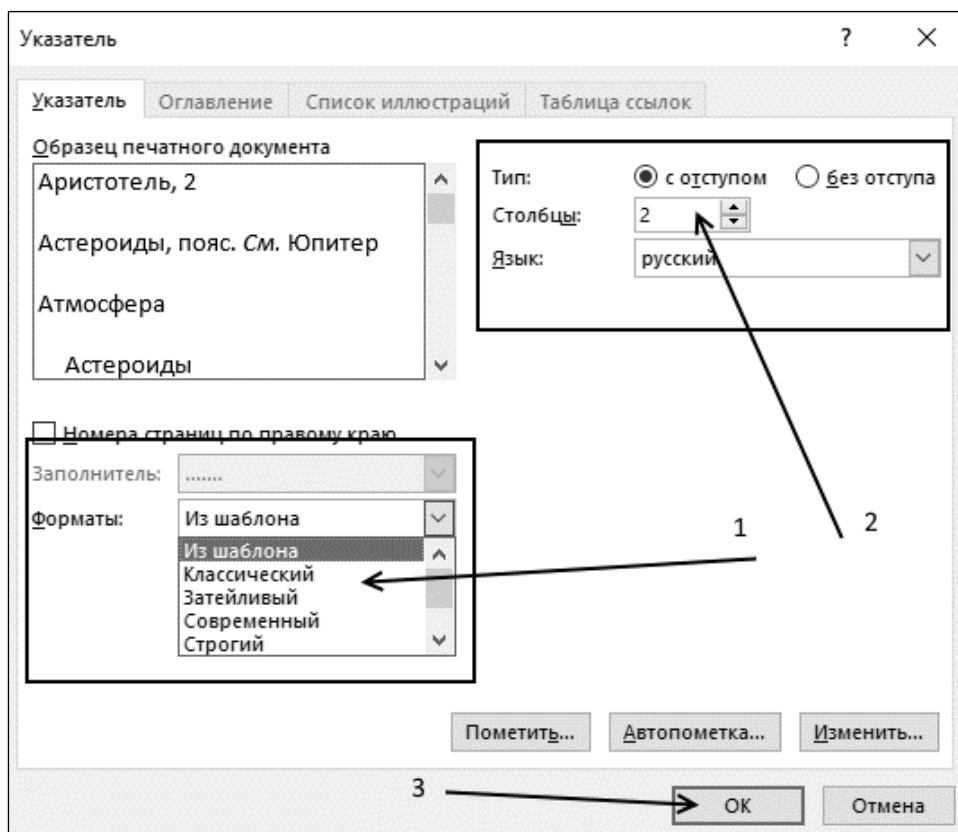 Указатель ?
Указатель Оглавление Список иллюстраций Таблица ссылок
Образец печатного документа
Аристотель, 2
Астероиды, пояс. См. Юпитер
Атмосфера
Астероиды
Тип: с отступом без отступа
Столбцы: 2
Язык: русский
Номера страниц по правому краю
Заполнитель: .......
Форматы: Из шаблона
Из шаблона
Классический
Затейливый
Современный
Строгий
1
2
Пометить... Автопометка... Изменить...
3
ОК Отмена